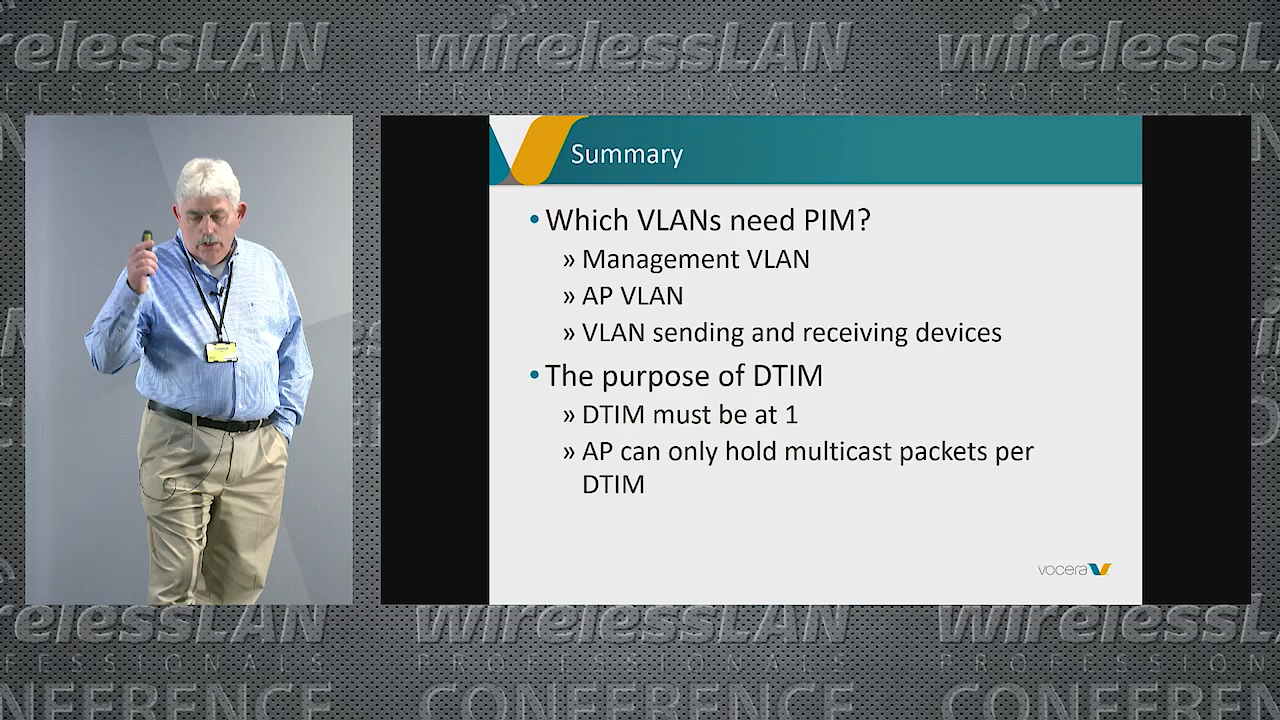 wirelessLAN
PROFESSIONALS
Summary
• Which VLANs need PIM?
» Management VLAN
» AP VLAN
» VLAN sending and receiving devices
• The purpose of DTIM
» DTIM must be at 1
» AP can only hold multicast packets per
DTIM
vocera
wirelessLAN
PROFESSIONALS
CONFERENCE